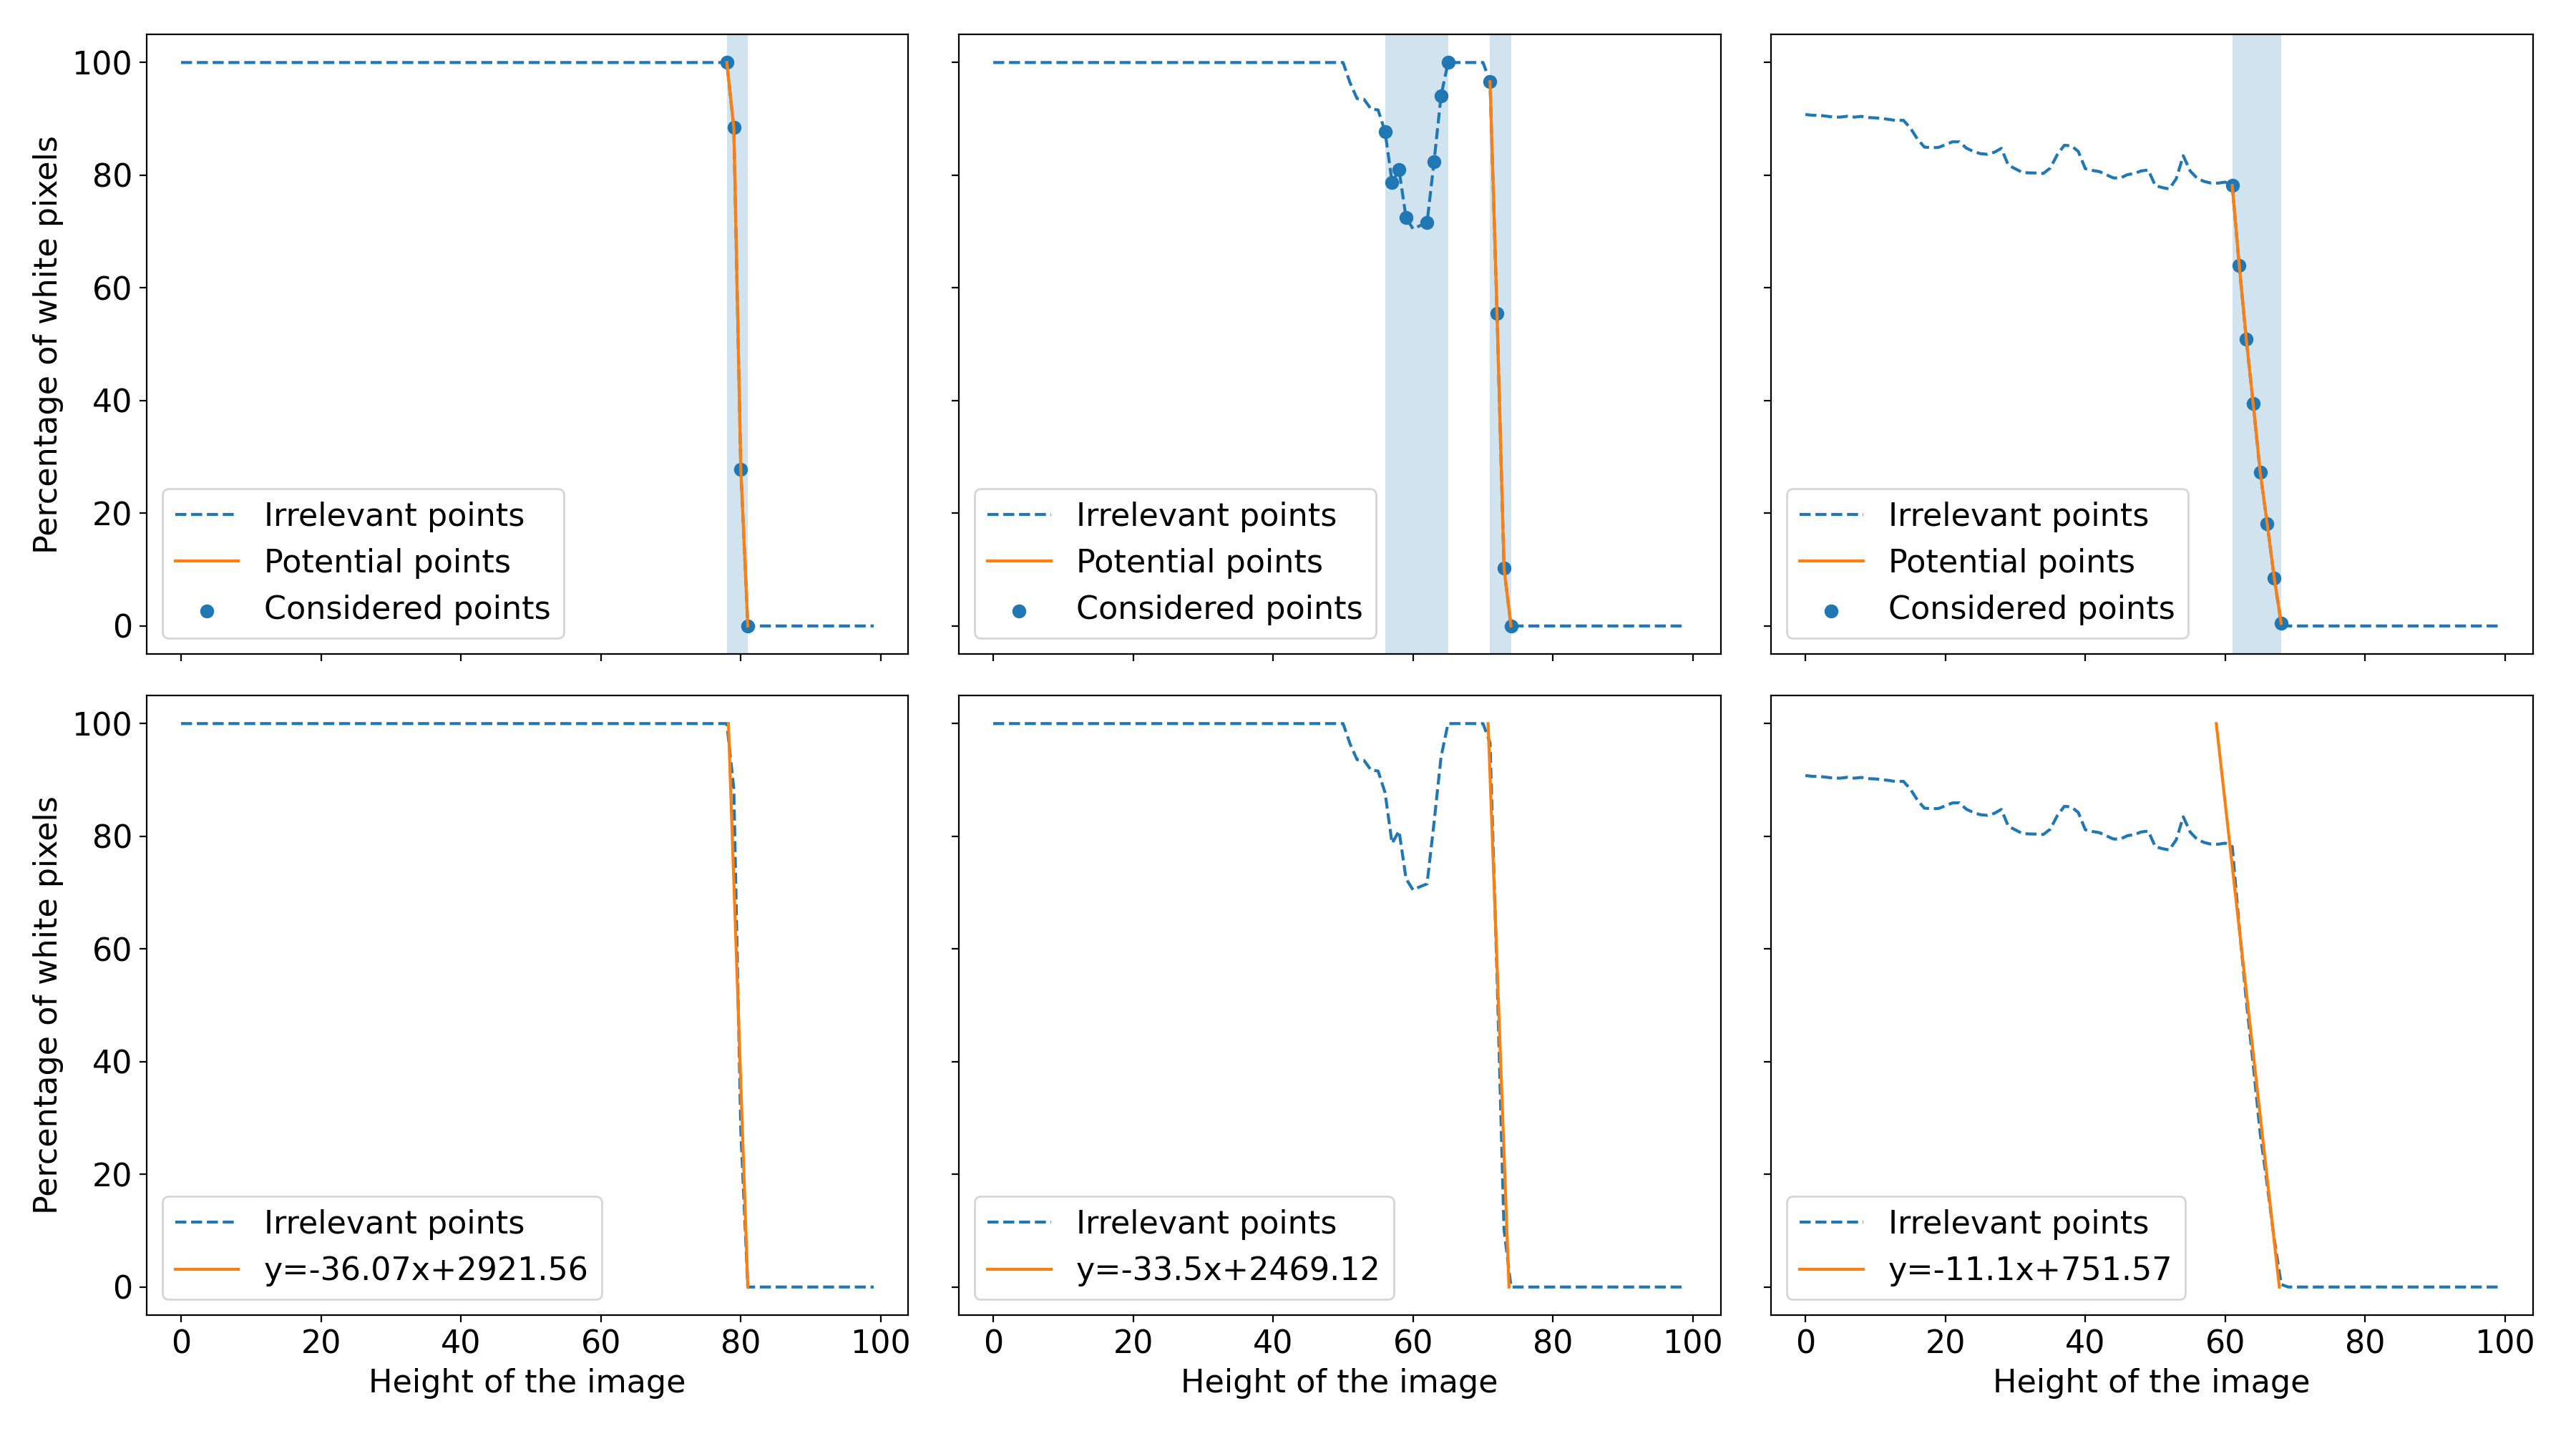 Percentage of white pixels
100
80
60
40
20
0
Irrelevant points
Potential points
Considered points
Irrelevant points
Potential points
Considered points
Irrelevant points
Potential points
Considered points
Percentage of white pixels
100
80
60
40
20
0
Irrelevant points
y=-36.07x+2921.56
0 20 40 60 80 100
Height of the image
Irrelevant points
y=-33.5x+2469.12
0 20 40 60 80 100
Height of the image
Irrelevant points
y=-11.1x+751.57
0 20 40 60 80 100
Height of the image